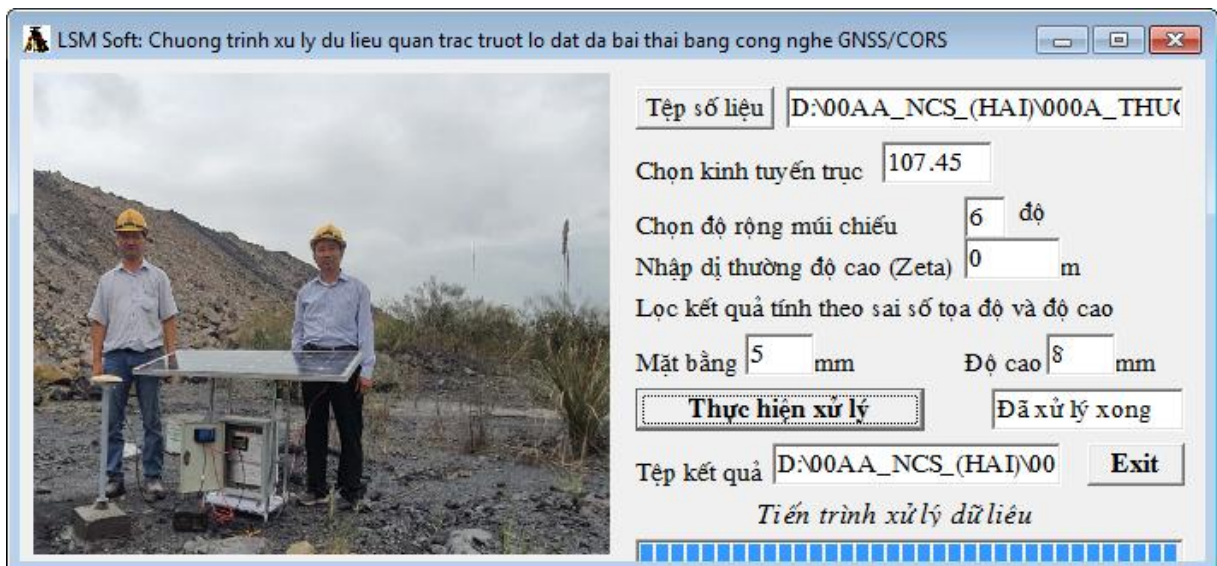 LSM Soft: Chuong trinh xu ly du lieu quan trac truot lo dat da bai thai bang cong nghe GNSS/CORS
Tệp số liệu D:\00AA_NCS_(HAI)\000A_THUC
Chọn kinh tuyến trục 107.45
Chọn độ rộng múi chiếu 6 độ
Nhập dị thường độ cao (Zeta) 0 m
Lọc kết quả tính theo sai số tọa độ và độ cao
Mặt bằng 5 mm Độ cao 8 mm
Thực hiện xử lý Đã xử lý xong
Tệp kết quả D:\00AA_NCS_(HAI)\00 Exit
Tiến trình xử lý dữ liêu